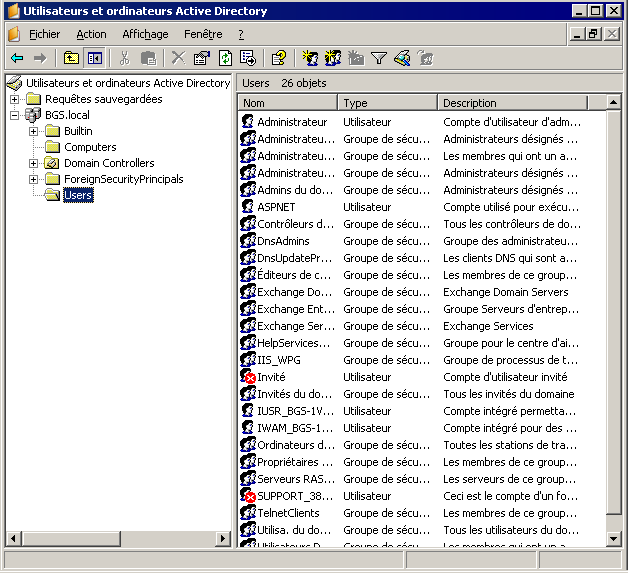 Utilisateurs et ordinateurs Active Directory
Fichier Action Affichage Fenêtre ?
Utilisateurs et ordinateurs Active Directory
Requêtes sauvegardées
BGS.local
Builtin
Computers
Domain Controllers
ForeignSecurityPrincipals
Users
Users 26 objets
Nom Type Description
Administrateur Utilisateur Compte d'utilisateur d'adm...
Administrateu... Groupe de sécu... Administrateurs désignés ...
Administrateu... Groupe de sécu... Les membres qui ont un a...
Administrateu... Groupe de sécu... Administrateurs désignés ...
Admins du do... Groupe de sécu... Administrateurs désignés ...
ASPNET Utilisateur Compte utilisé pour exécu...
Contrôleurs d... Groupe de sécu... Tous les contrôleurs de do...
DnsAdmins Groupe de sécu... Groupe des administrateu...
DnsUpdatePr... Groupe de sécu... Les clients DNS qui sont a...
Éditeurs de c... Groupe de sécu... Les membres de ce group...
Exchange Do... Groupe de sécu... Exchange Domain Servers
Exchange Ent... Groupe de sécu... Groupe Serveurs d'entrep...
Exchange Ser... Groupe de sécu... Exchange Services
HelpServices... Groupe de sécu... Groupe pour le centre d'ai...
IIS_WPG Groupe de sécu... Groupe de processus de t...
Invité Utilisateur Compte d'utilisateur invité
Invités du do... Groupe de sécu... Tous les invités du domaine
IUSR_BGS-1V... Utilisateur Compte intégré permetta...
IWAM_BGS-1... Utilisateur Compte intégré pour des ...
Ordinateurs d... Groupe de sécu... Toutes les stations de tra...
Propriétaires ... Groupe de sécu... Les membres de ce group...
Serveurs RAS... Groupe de sécu... Les serveurs de ce group...
SUPPORT_38... Utilisateur Ceci est le compte d'un fo...
TelnetClients Groupe de sécu... Les membres de ce group...
Utilisa. du do... Groupe de sécu... Tous les utilisateurs du do...
Utilisateurs D... Groupe de sécu... Les membres qui ont un a...